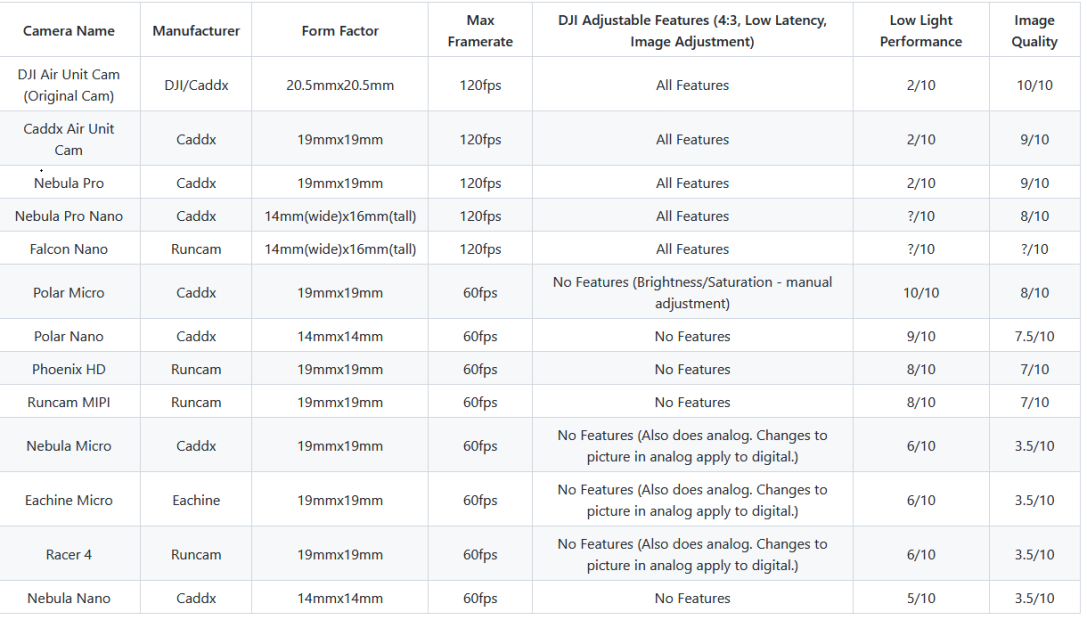 Camera Name Manufacturer Form Factor Max Framerate DJI Adjustable Features (4:3, Low Latency, Image Adjustment) Low Light Performance Image Quality
DJI Air Unit Cam (Original Cam) DJI/Caddx 20.5mmx20.5mm 120fps All Features 2/10 10/10
Caddx Air Unit Cam Caddx 19mmx19mm 120fps All Features 2/10 9/10
Nebula Pro Caddx 19mmx19mm 120fps All Features 2/10 9/10
Nebula Pro Nano Caddx 14mm(wide)x16mm(tall) 120fps All Features ?/10 8/10
Falcon Nano Runcam 14mm(wide)x16mm(tall) 120fps All Features ?/10 ?/10
Polar Micro Caddx 19mmx19mm 60fps No Features (Brightness/Saturation - manual adjustment) 10/10 8/10
Polar Nano Caddx 14mmx14mm 60fps No Features 9/10 7.5/10
Phoenix HD Runcam 19mmx19mm 60fps No Features 8/10 7/10
Runcam MIPI Runcam 19mmx19mm 60fps No Features 8/10 7/10
Nebula Micro Caddx 19mmx19mm 60fps No Features (Also does analog. Changes to picture in analog apply to digital.) 6/10 3.5/10
Eachine Micro Eachine 19mmx19mm 60fps No Features (Also does analog. Changes to picture in analog apply to digital.) 6/10 3.5/10
Racer 4 Runcam 19mmx19mm 60fps No Features (Also does analog. Changes to picture in analog apply to digital.) 6/10 3.5/10
Nebula Nano Caddx 14mmx14mm 60fps No Features 5/10 3.5/10